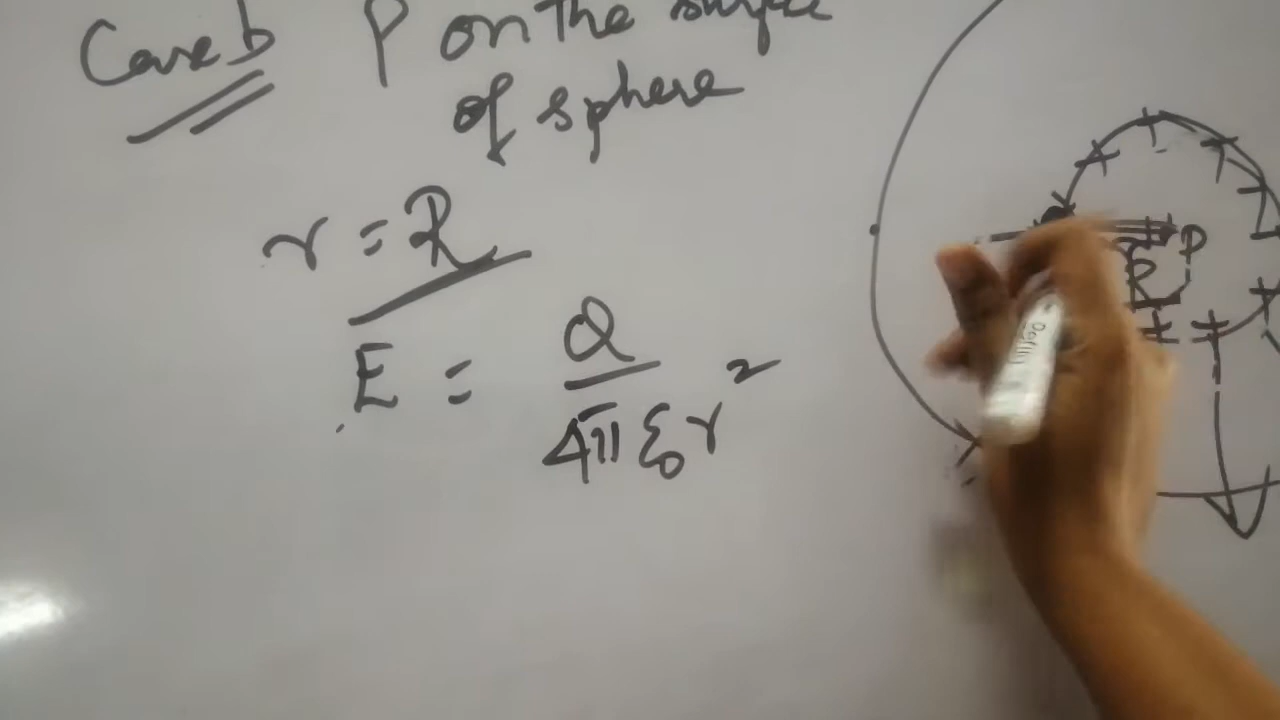 Case b P on the surface
of sphere
r = R
E = Q
4π ε₀ r²
P
R